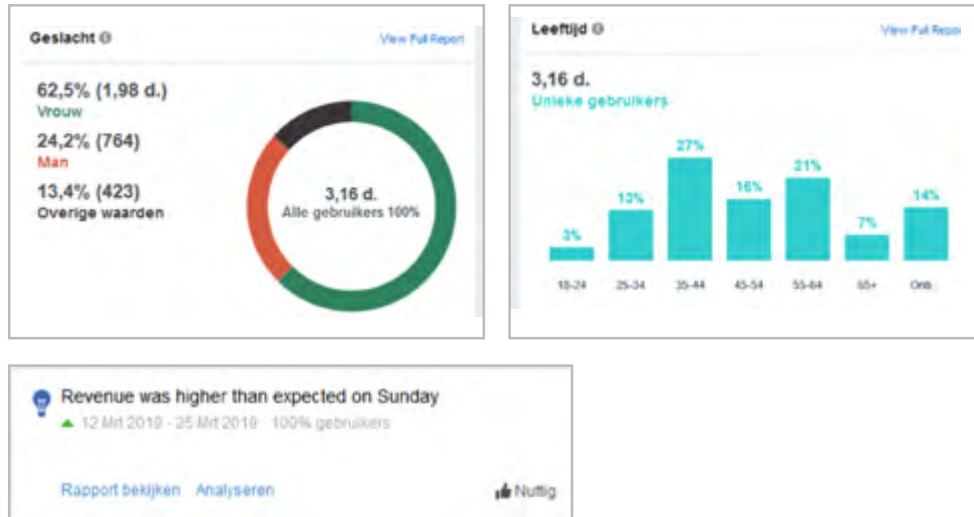 Geslacht
View Full Report
62,5% (1,98 d.)
Vrouw
24,2% (764)
Man
13,4% (423)
Overige waarden
3,16 d.
Alle gebruikers 100%
Leeftijd
View Full Repor
3,16 d.
Unieke gebruikers
3%
13%
27%
16%
21%
7%
14%
18-24
25-34
35-44
45-54
55-64
65+
Onb...
Revenue was higher than expected on Sunday
12 Mrt 2019 - 25 Mrt 2019 · 100% gebruikers
Rapport bekijken Analyseren
Nuttig